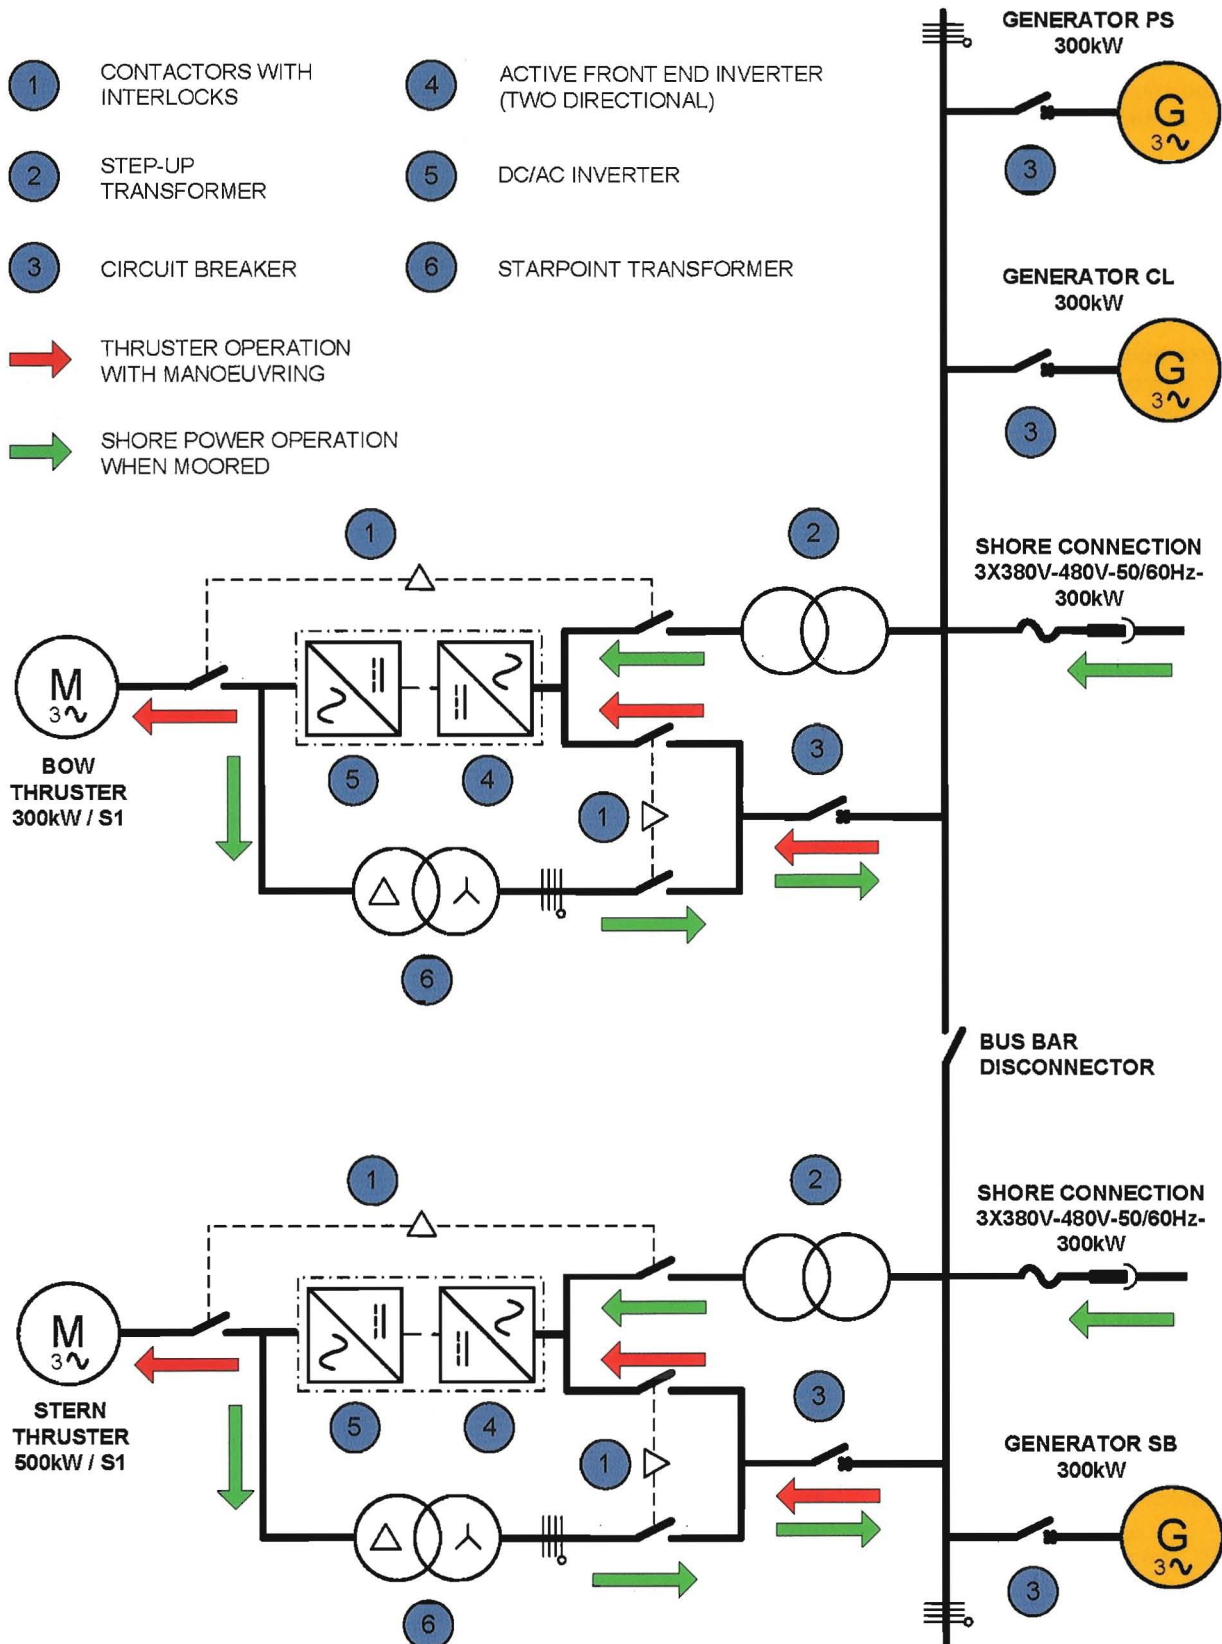 1
CONTACTORS WITH
INTERLOCKS
2
STEP-UP
TRANSFORMER
3
CIRCUIT BREAKER
4
ACTIVE FRONT END INVERTER
(TWO DIRECTIONAL)
5
DC/AC INVERTER
6
STARPOINT TRANSFORMER
THRUSTER OPERATION
WITH MANOEUVRING
SHORE POWER OPERATION
WHEN MOORED
GENERATOR PS
300kW
G
3∿
3
GENERATOR CL
300kW
G
3∿
3
1
2
SHORE CONNECTION
3X380V-480V-50/60Hz-
300kW
M
3∿
BOW
THRUSTER
300kW / S1
5
4
3
1
6
BUS BAR
DISCONNECTOR
1
2
SHORE CONNECTION
3X380V-480V-50/60Hz-
300kW
M
3∿
STERN
THRUSTER
500kW / S1
5
4
3
1
6
GENERATOR SB
300kW
G
3∿
3